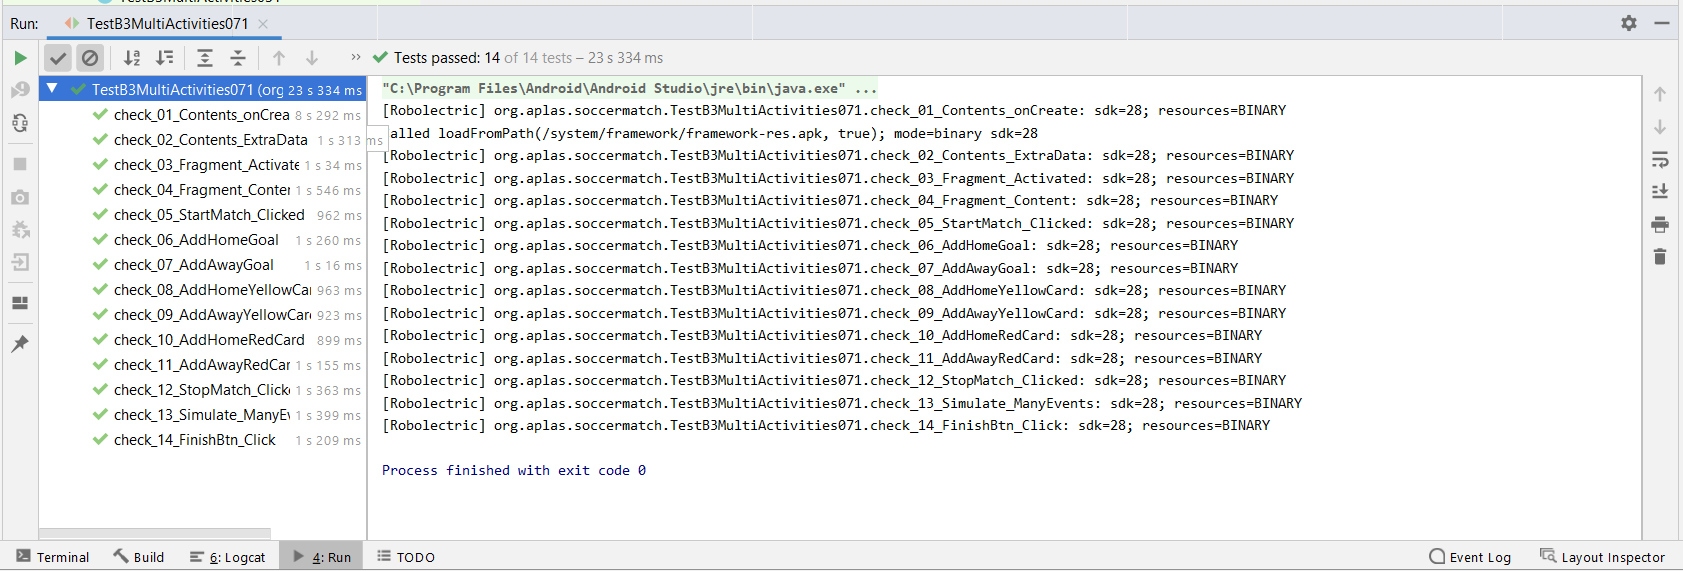 Run: TestB3MultiActivities071
Tests passed: 14 of 14 tests – 23 s 334 ms
TestB3MultiActivities071 (org 23 s 334 ms
check_01_Contents_onCrea 8 s 292 ms
check_02_Contents_ExtraData 1 s 313 ms
check_03_Fragment_Activate 1 s 34 ms
check_04_Fragment_Conter 1 s 546 ms
check_05_StartMatch_Clicked 962 ms
check_06_AddHomeGoal 1 s 260 ms
check_07_AddAwayGoal 1 s 16 ms
check_08_AddHomeYellowCar 963 ms
check_09_AddAwayYellowCard 923 ms
check_10_AddHomeRedCard 899 ms
check_11_AddAwayRedCar 1 s 155 ms
check_12_StopMatch_Clicke 1 s 363 ms
check_13_Simulate_ManyEv 1 s 399 ms
check_14_FinishBtn_Click 1 s 209 ms
"C:\Program Files\Android\Android Studio\jre\bin\java.exe" ...
[Robolectric] org.aplas.soccermatch.TestB3MultiActivities071.check_01_Contents_onCreate: sdk=28; resources=BINARY
alled loadFromPath(/system/framework/framework-res.apk, true); mode=binary sdk=28
[Robolectric] org.aplas.soccermatch.TestB3MultiActivities071.check_02_Contents_ExtraData: sdk=28; resources=BINARY
[Robolectric] org.aplas.soccermatch.TestB3MultiActivities071.check_03_Fragment_Activated: sdk=28; resources=BINARY
[Robolectric] org.aplas.soccermatch.TestB3MultiActivities071.check_04_Fragment_Content: sdk=28; resources=BINARY
[Robolectric] org.aplas.soccermatch.TestB3MultiActivities071.check_05_StartMatch_Clicked: sdk=28; resources=BINARY
[Robolectric] org.aplas.soccermatch.TestB3MultiActivities071.check_06_AddHomeGoal: sdk=28; resources=BINARY
[Robolectric] org.aplas.soccermatch.TestB3MultiActivities071.check_07_AddAwayGoal: sdk=28; resources=BINARY
[Robolectric] org.aplas.soccermatch.TestB3MultiActivities071.check_08_AddHomeYellowCard: sdk=28; resources=BINARY
[Robolectric] org.aplas.soccermatch.TestB3MultiActivities071.check_09_AddAwayYellowCard: sdk=28; resources=BINARY
[Robolectric] org.aplas.soccermatch.TestB3MultiActivities071.check_10_AddHomeRedCard: sdk=28; resources=BINARY
[Robolectric] org.aplas.soccermatch.TestB3MultiActivities071.check_11_AddAwayRedCard: sdk=28; resources=BINARY
[Robolectric] org.aplas.soccermatch.TestB3MultiActivities071.check_12_StopMatch_Clicked: sdk=28; resources=BINARY
[Robolectric] org.aplas.soccermatch.TestB3MultiActivities071.check_13_Simulate_ManyEvents: sdk=28; resources=BINARY
[Robolectric] org.aplas.soccermatch.TestB3MultiActivities071.check_14_FinishBtn_Click: sdk=28; resources=BINARY
Process finished with exit code 0
Terminal Build 6: Logcat 4: Run TODO Event Log Layout Inspector